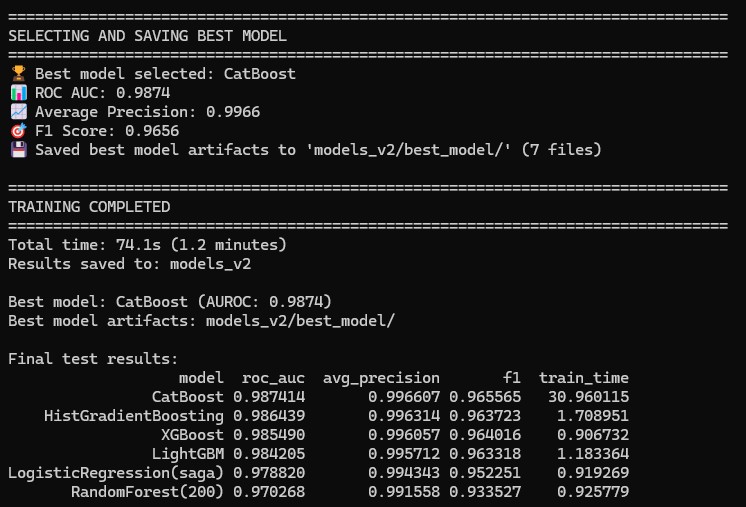 ================================================================================
SELECTING AND SAVING BEST MODEL
================================================================================
🏆 Best model selected: CatBoost
📊 ROC AUC: 0.9874
📈 Average Precision: 0.9966
🎯 F1 Score: 0.9656
💾 Saved best model artifacts to 'models_v2/best_model/' (7 files)
================================================================================
TRAINING COMPLETED
================================================================================
Total time: 74.1s (1.2 minutes)
Results saved to: models_v2
Best model: CatBoost (AUROC: 0.9874)
Best model artifacts: models_v2/best_model/
Final test results:
model roc_auc avg_precision f1 train_time
CatBoost 0.987414 0.996607 0.965565 30.960115
HistGradientBoosting 0.986439 0.996314 0.963723 1.708951
XGBoost 0.985490 0.996057 0.964016 0.906732
LightGBM 0.984205 0.995712 0.963318 1.183364
LogisticRegression(saga) 0.978820 0.994343 0.952251 0.919269
RandomForest(200) 0.970268 0.991558 0.933527 0.925779